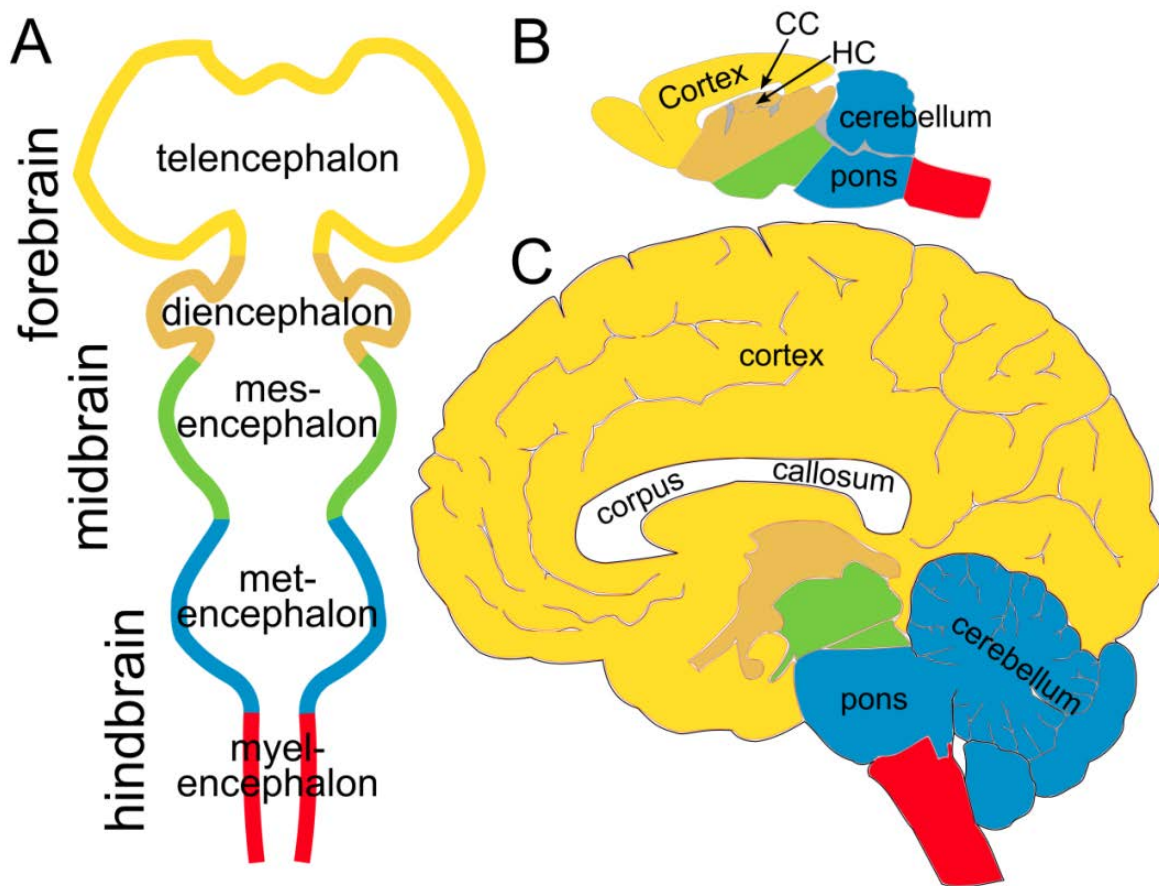 A
forebrain
midbrain
hindbrain
telencephalon
diencephalon
mes-
encephalon
met-
encephalon
myel-
encephalon
B
CC
HC
Cortex
cerebellum
pons
C
cortex
corpus
callosum
cerebellum
pons